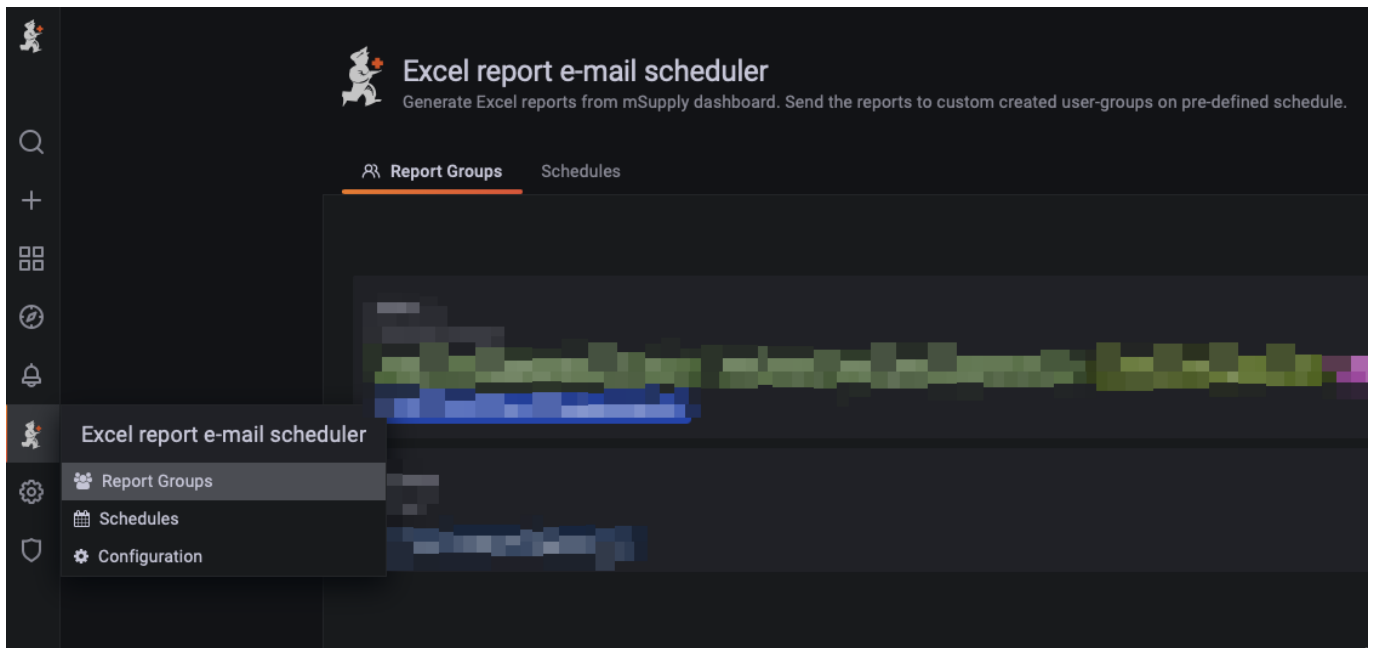 Excel report e-mail scheduler
Generate Excel reports from mSupply dashboard. Send the reports to custom created user-groups on pre-defined schedule.
Report Groups
Schedules
Excel report e-mail scheduler
Report Groups
Schedules
Configuration